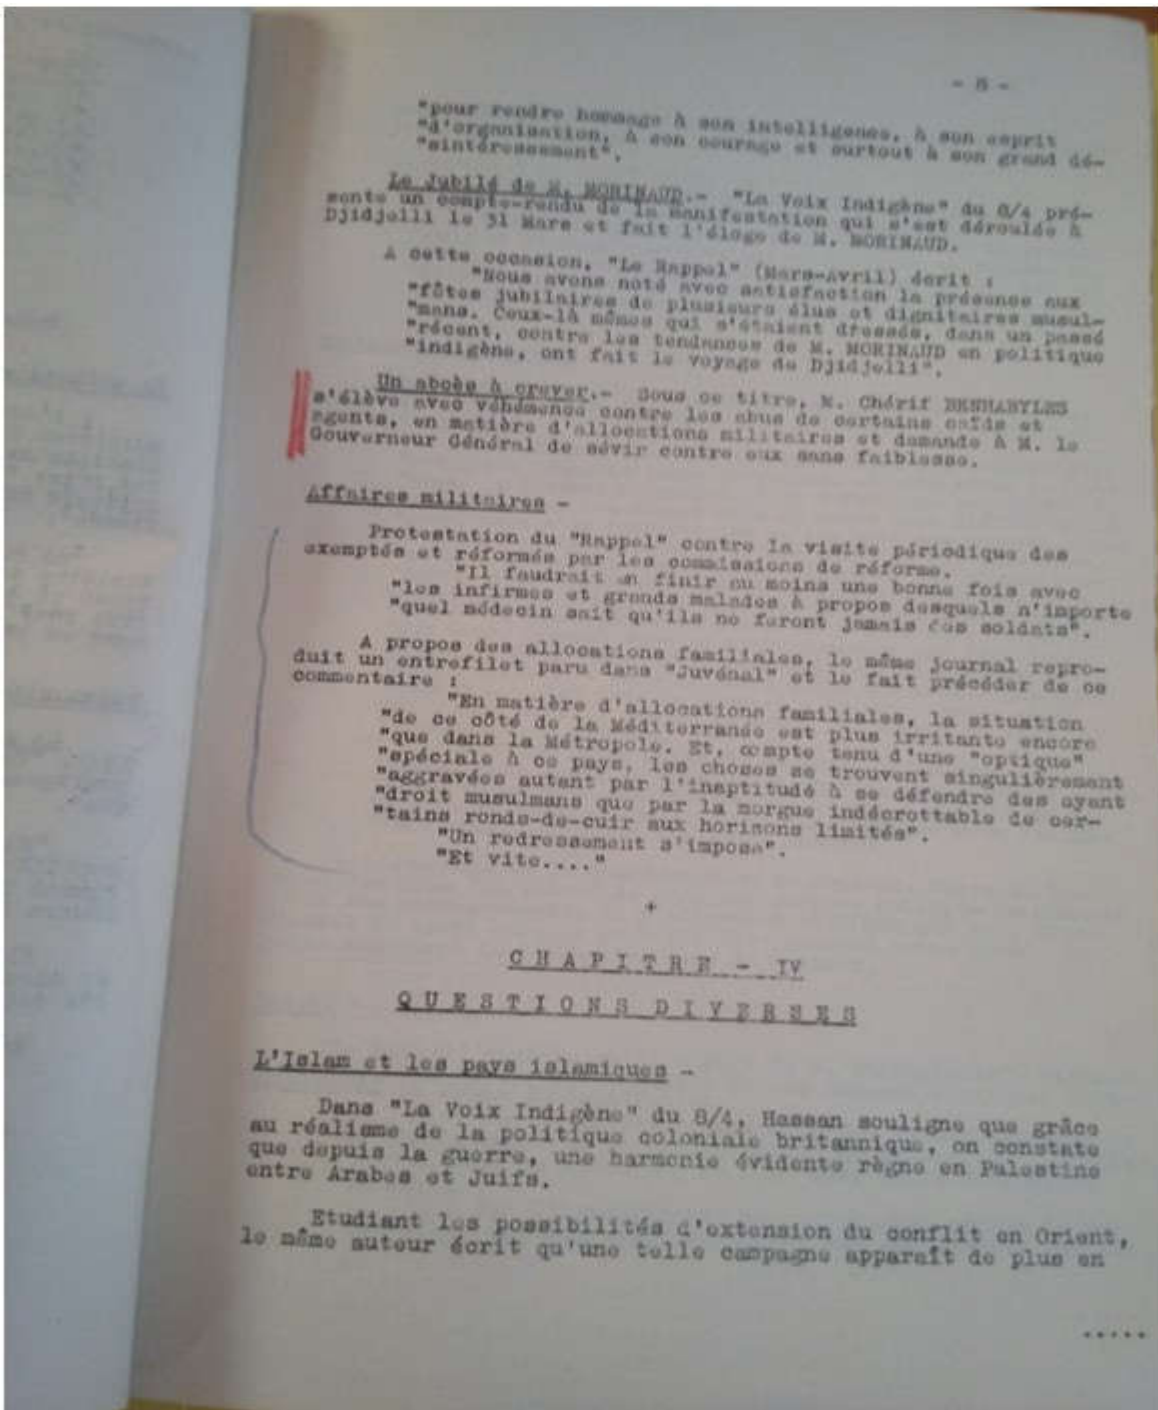 - 8 -
"pour rendre hommage à son intelligence, à son esprit
"d'organisation, à son courage et surtout à son grand dé-
"sintéressement".
Le Jubilé de M. MORINAUD.- "La Voix Indigène" du 8/4 pré-
sente un compte-rendu de la manifestation qui s'est déroulée à
Djidjelli le 31 Mars et fait l'éloge de M. MORINAUD.
A cette occasion, "Le Rappel" (Mars-Avril) écrit :
"Nous avons noté avec satisfaction la présence aux
"fêtes jubilaires de plusieurs élus et dignitaires musul-
"mans. Ceux-là mêmes qui s'étaient dressés, dans un passé
"récent, contre les tendances de M. MORINAUD en politique
"indigène, ont fait le voyage de Djidjelli".
Un abcès à crever.- Sous ce titre, M. Chérif BENHABYLES
s'élève avec véhémence contre les abus de certains caïds et
agents, en matière d'allocations militaires et demande à M. le
Gouverneur Général de sévir contre eux sans faiblesse.
Affaires militaires -
Protestation du "Rappel" contre la visite périodique des
exemptés et réformés par les commissions de réforme.
"Il faudrait en finir au moins une bonne fois avec
"les infirmes et grands malades à propos desquels n'importe
"quel médecin sait qu'ils ne feront jamais des soldats".
A propos des allocations familiales, le même journal repro-
duit un entrefilet paru dans "Juvénal" et le fait précéder de ce
commentaire :
"En matière d'allocations familiales, la situation
"de ce côté de la Méditerranée est plus irritante encore
"que dans la Métropole. Et, compte tenu d'une "optique"
"spéciale à ce pays, les choses se trouvent singulièrement
"aggravées autant par l'inaptitude à se défendre des ayant
"droit musulmans que par la morgue indécrottable de cer-
"tains ronds-de-cuir aux horizons limités".
"Un redressement s'impose".
"Et vite...."
+
CHAPITRE - IV
QUESTIONS DIVERSES
L'Islam et les pays islamiques -
Dans "La Voix Indigène" du 8/4, Hassan souligne que grâce
au réalisme de la politique coloniale britannique, on constate
que depuis la guerre, une harmonie évidente règne en Palestine
entre Arabes et Juifs.
Etudiant les possibilités d'extension du conflit en Orient,
le même auteur écrit qu'une telle campagne apparaît de plus en
.....